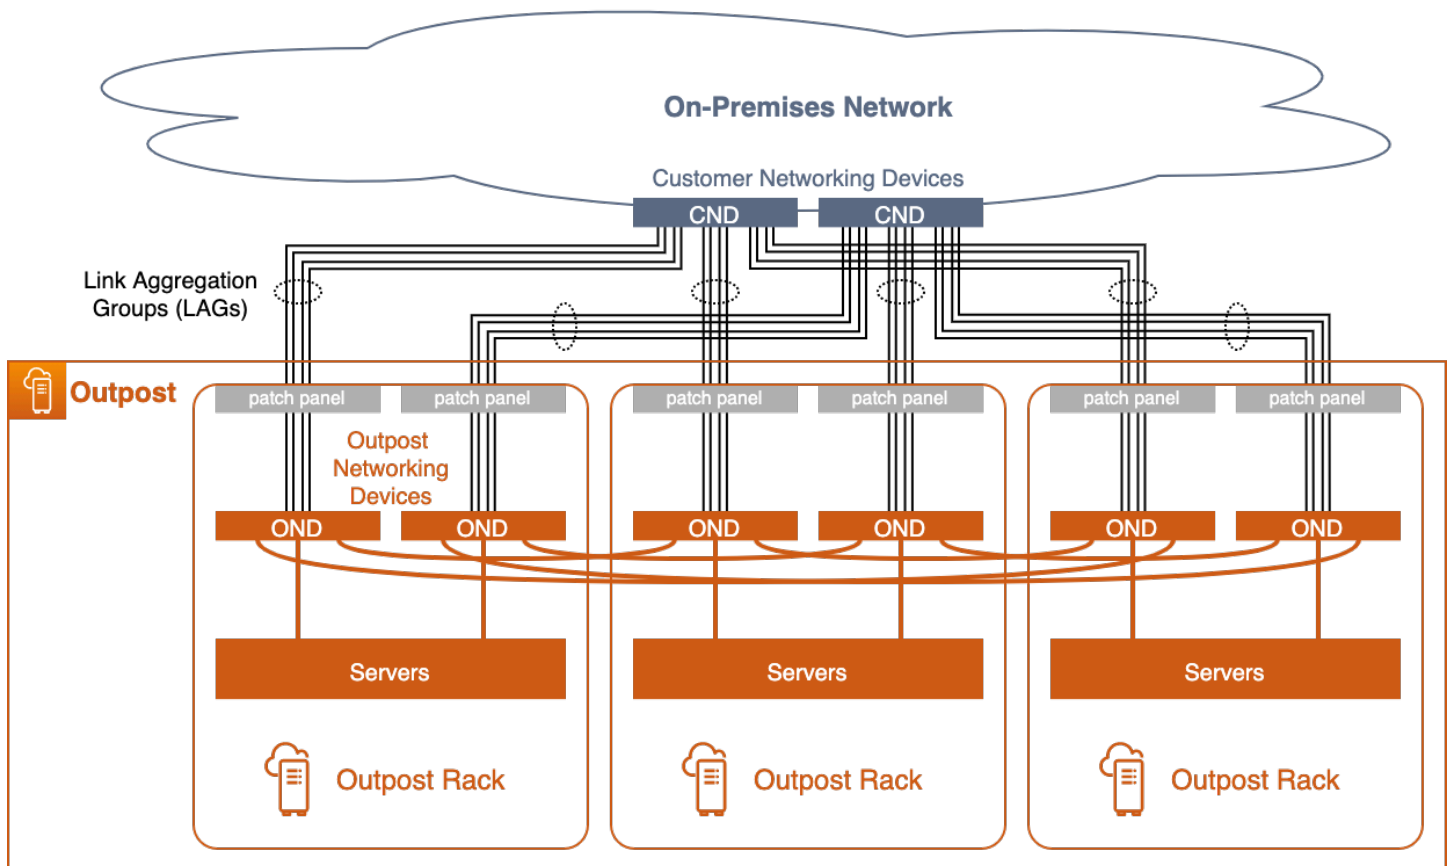 On-Premises Network
Customer Networking Devices
CND
CND
Link Aggregation
Groups (LAGs)
Outpost
patch panel
patch panel
patch panel
patch panel
patch panel
patch panel
Outpost
Networking
Devices
OND
OND
OND
OND
OND
OND
Servers
Servers
Servers
Outpost Rack
Outpost Rack
Outpost Rack